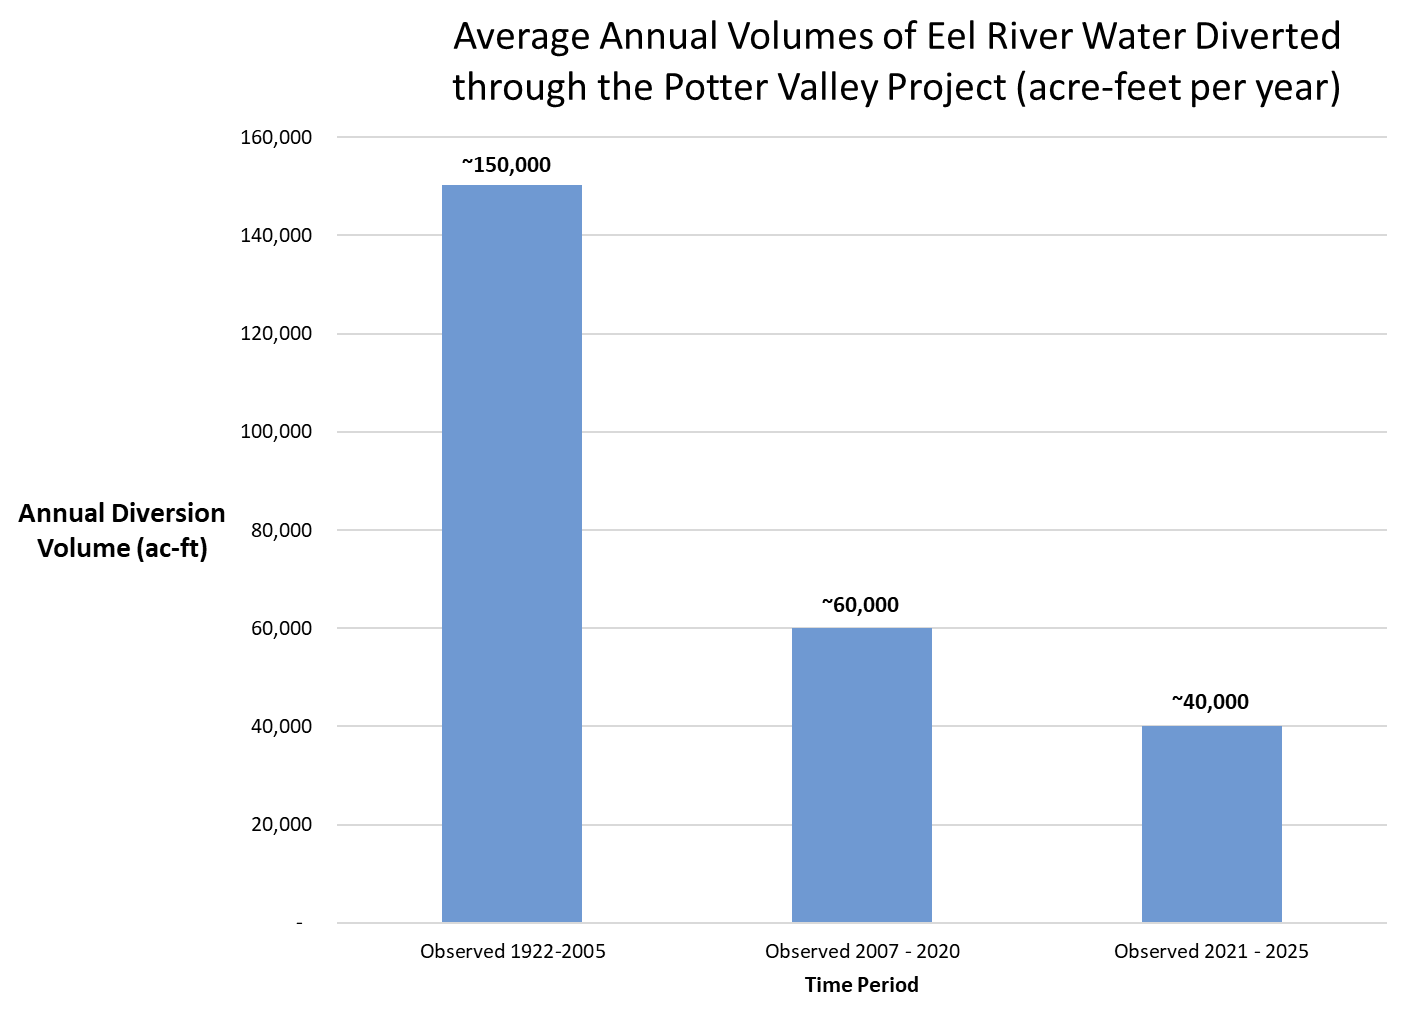 Average Annual Volumes of Eel River Water Diverted
through the Potter Valley Project (acre-feet per year)
160,000
~150,000
140,000
120,000
100,000
Annual Diversion
Volume (ac-ft)
80,000
~60,000
60,000
~40,000
40,000
20,000
-
Observed 1922-2005
Observed 2007 - 2020
Observed 2021 - 2025
Time Period